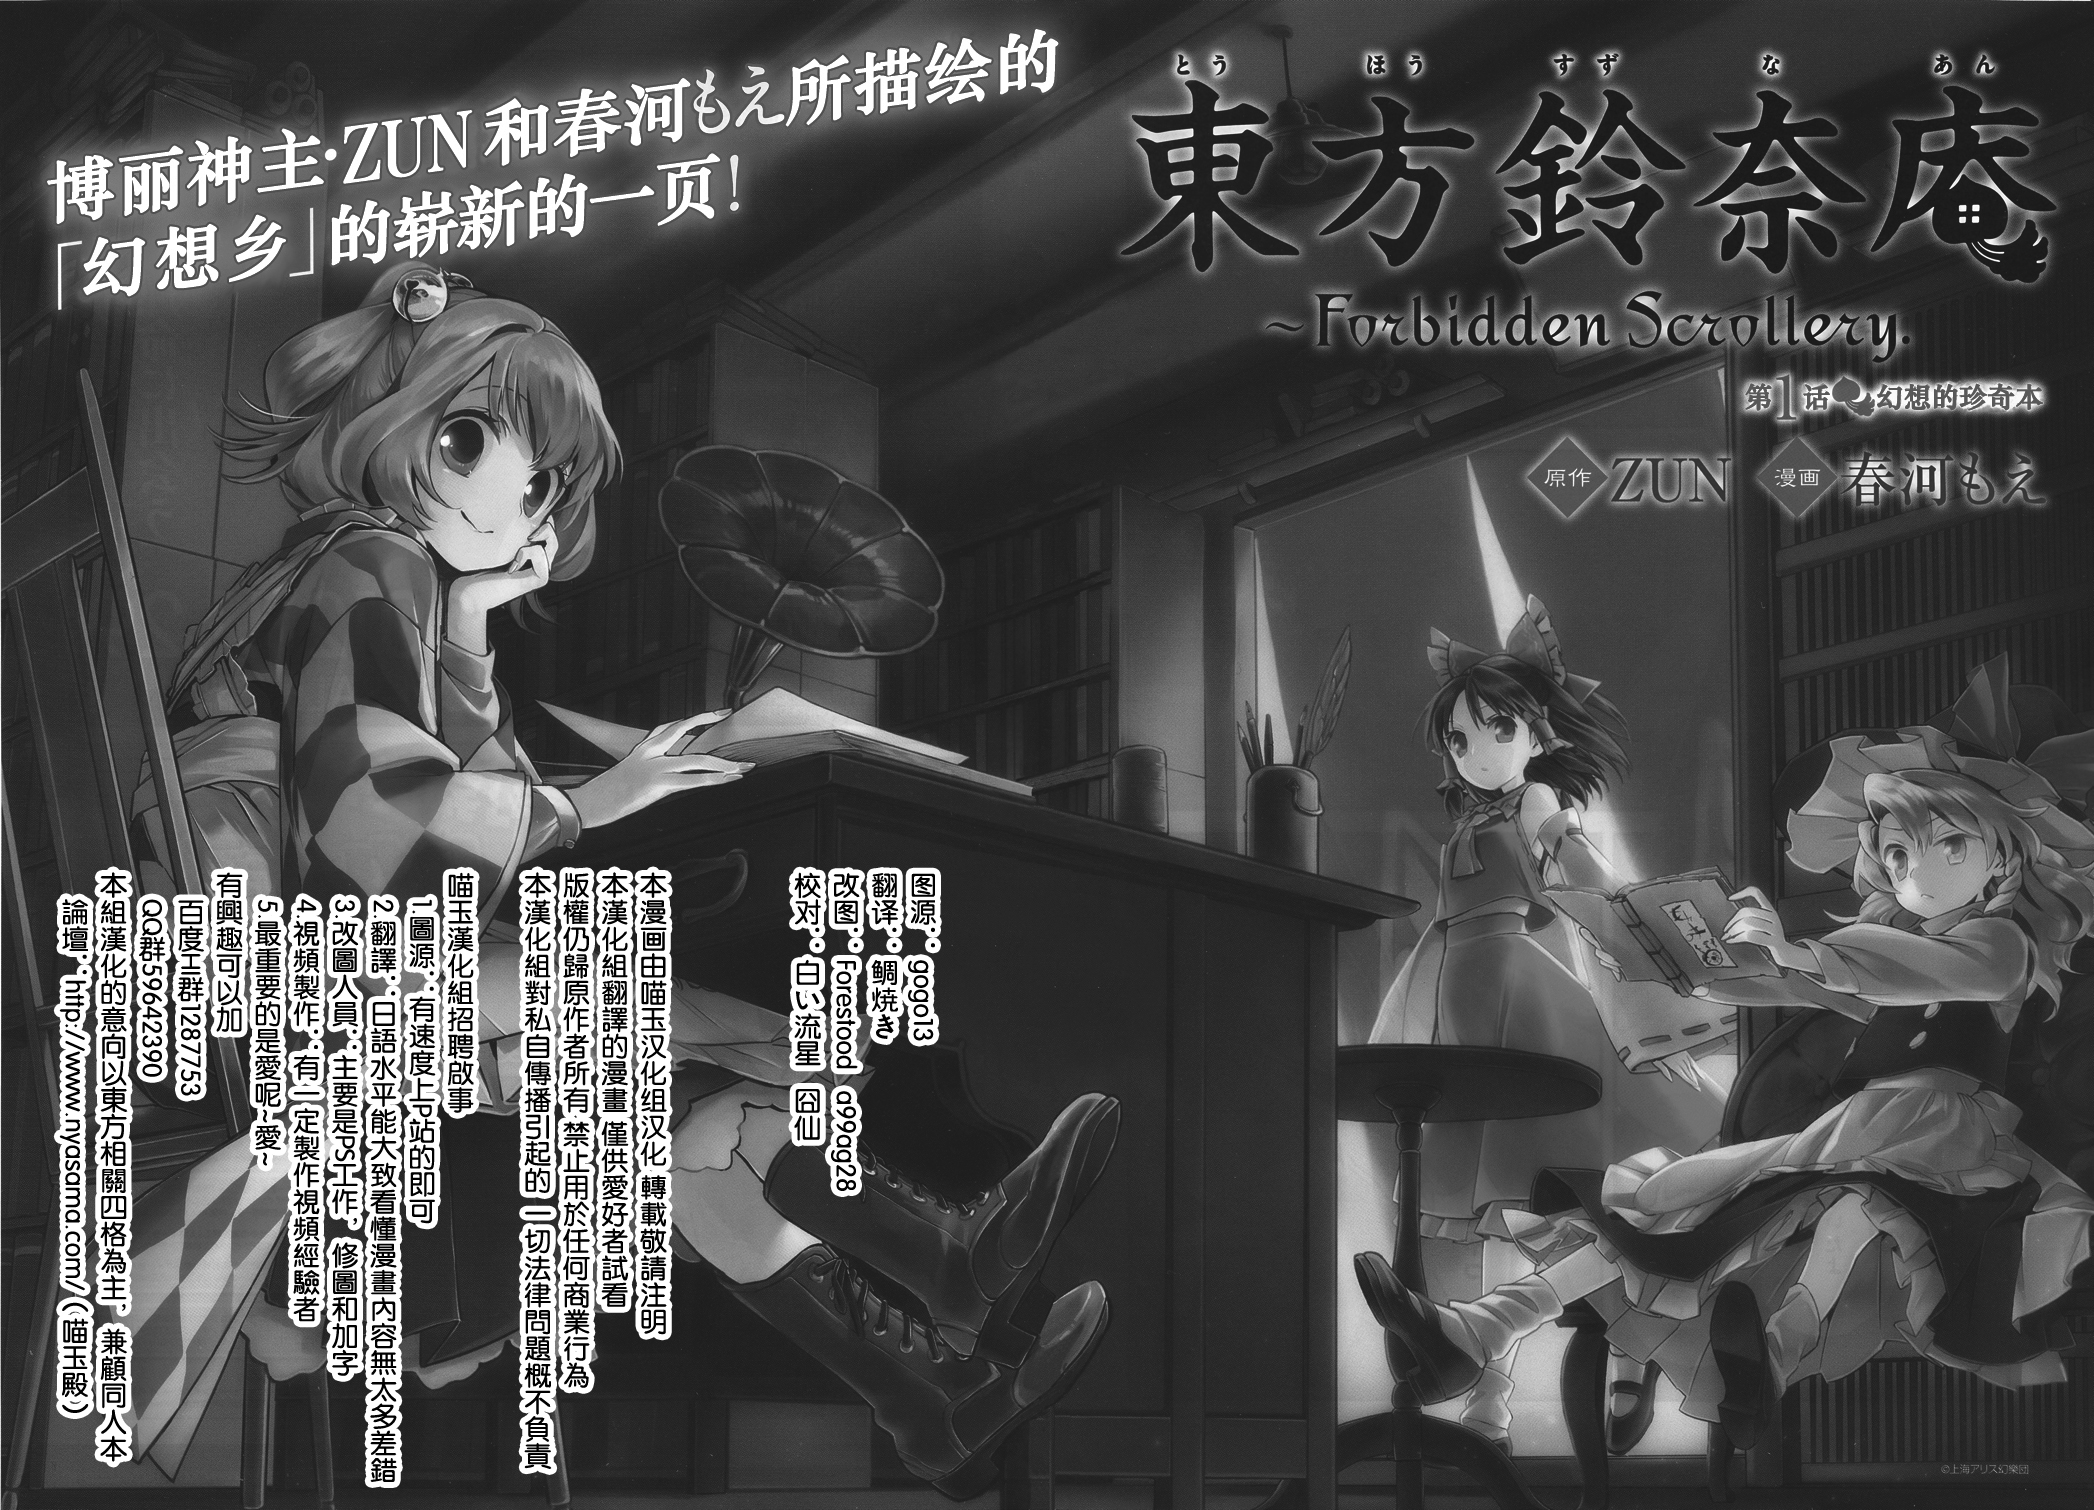 博丽神主·ZUN和春河もえ所描绘的
「幻想乡」的崭新的一页!
とう ほう すず な あん
東方鈴奈庵
~Forbidden Scrollery.
第1话 幻想的珍奇本
原作 ZUN 漫画 春河もえ
图源：gogo13
翻译：鲷焼き
改图：Forestood a99ag28
校对：白い流星 囧仙
本漫画由喵玉汉化组汉化 轉載敬請注明
本漢化組翻譯的漫畫 僅供愛好者試看
版權仍歸原作者所有 禁止用於任何商業行為
本漢化組對私自傳播引起的 一切法律問題概不負責
喵玉漢化組招聘啟事
1.圖源：有速度上P站的即可
2.翻譯：日語水平能大致看懂漫畫內容無太多差錯
3.改圖人員：主要是PS工作，修圖和加字
4.視頻製作：有一定製作視頻經驗者
5.最重要的是愛呢~愛~
有興趣可以加
百度HI群1287753
QQ群59642390
本組漢化的意向以東方相關四格為主，兼顧同人本
論壇：http://www.nyasama.com/（喵玉殿）
©上海アリス幻樂団